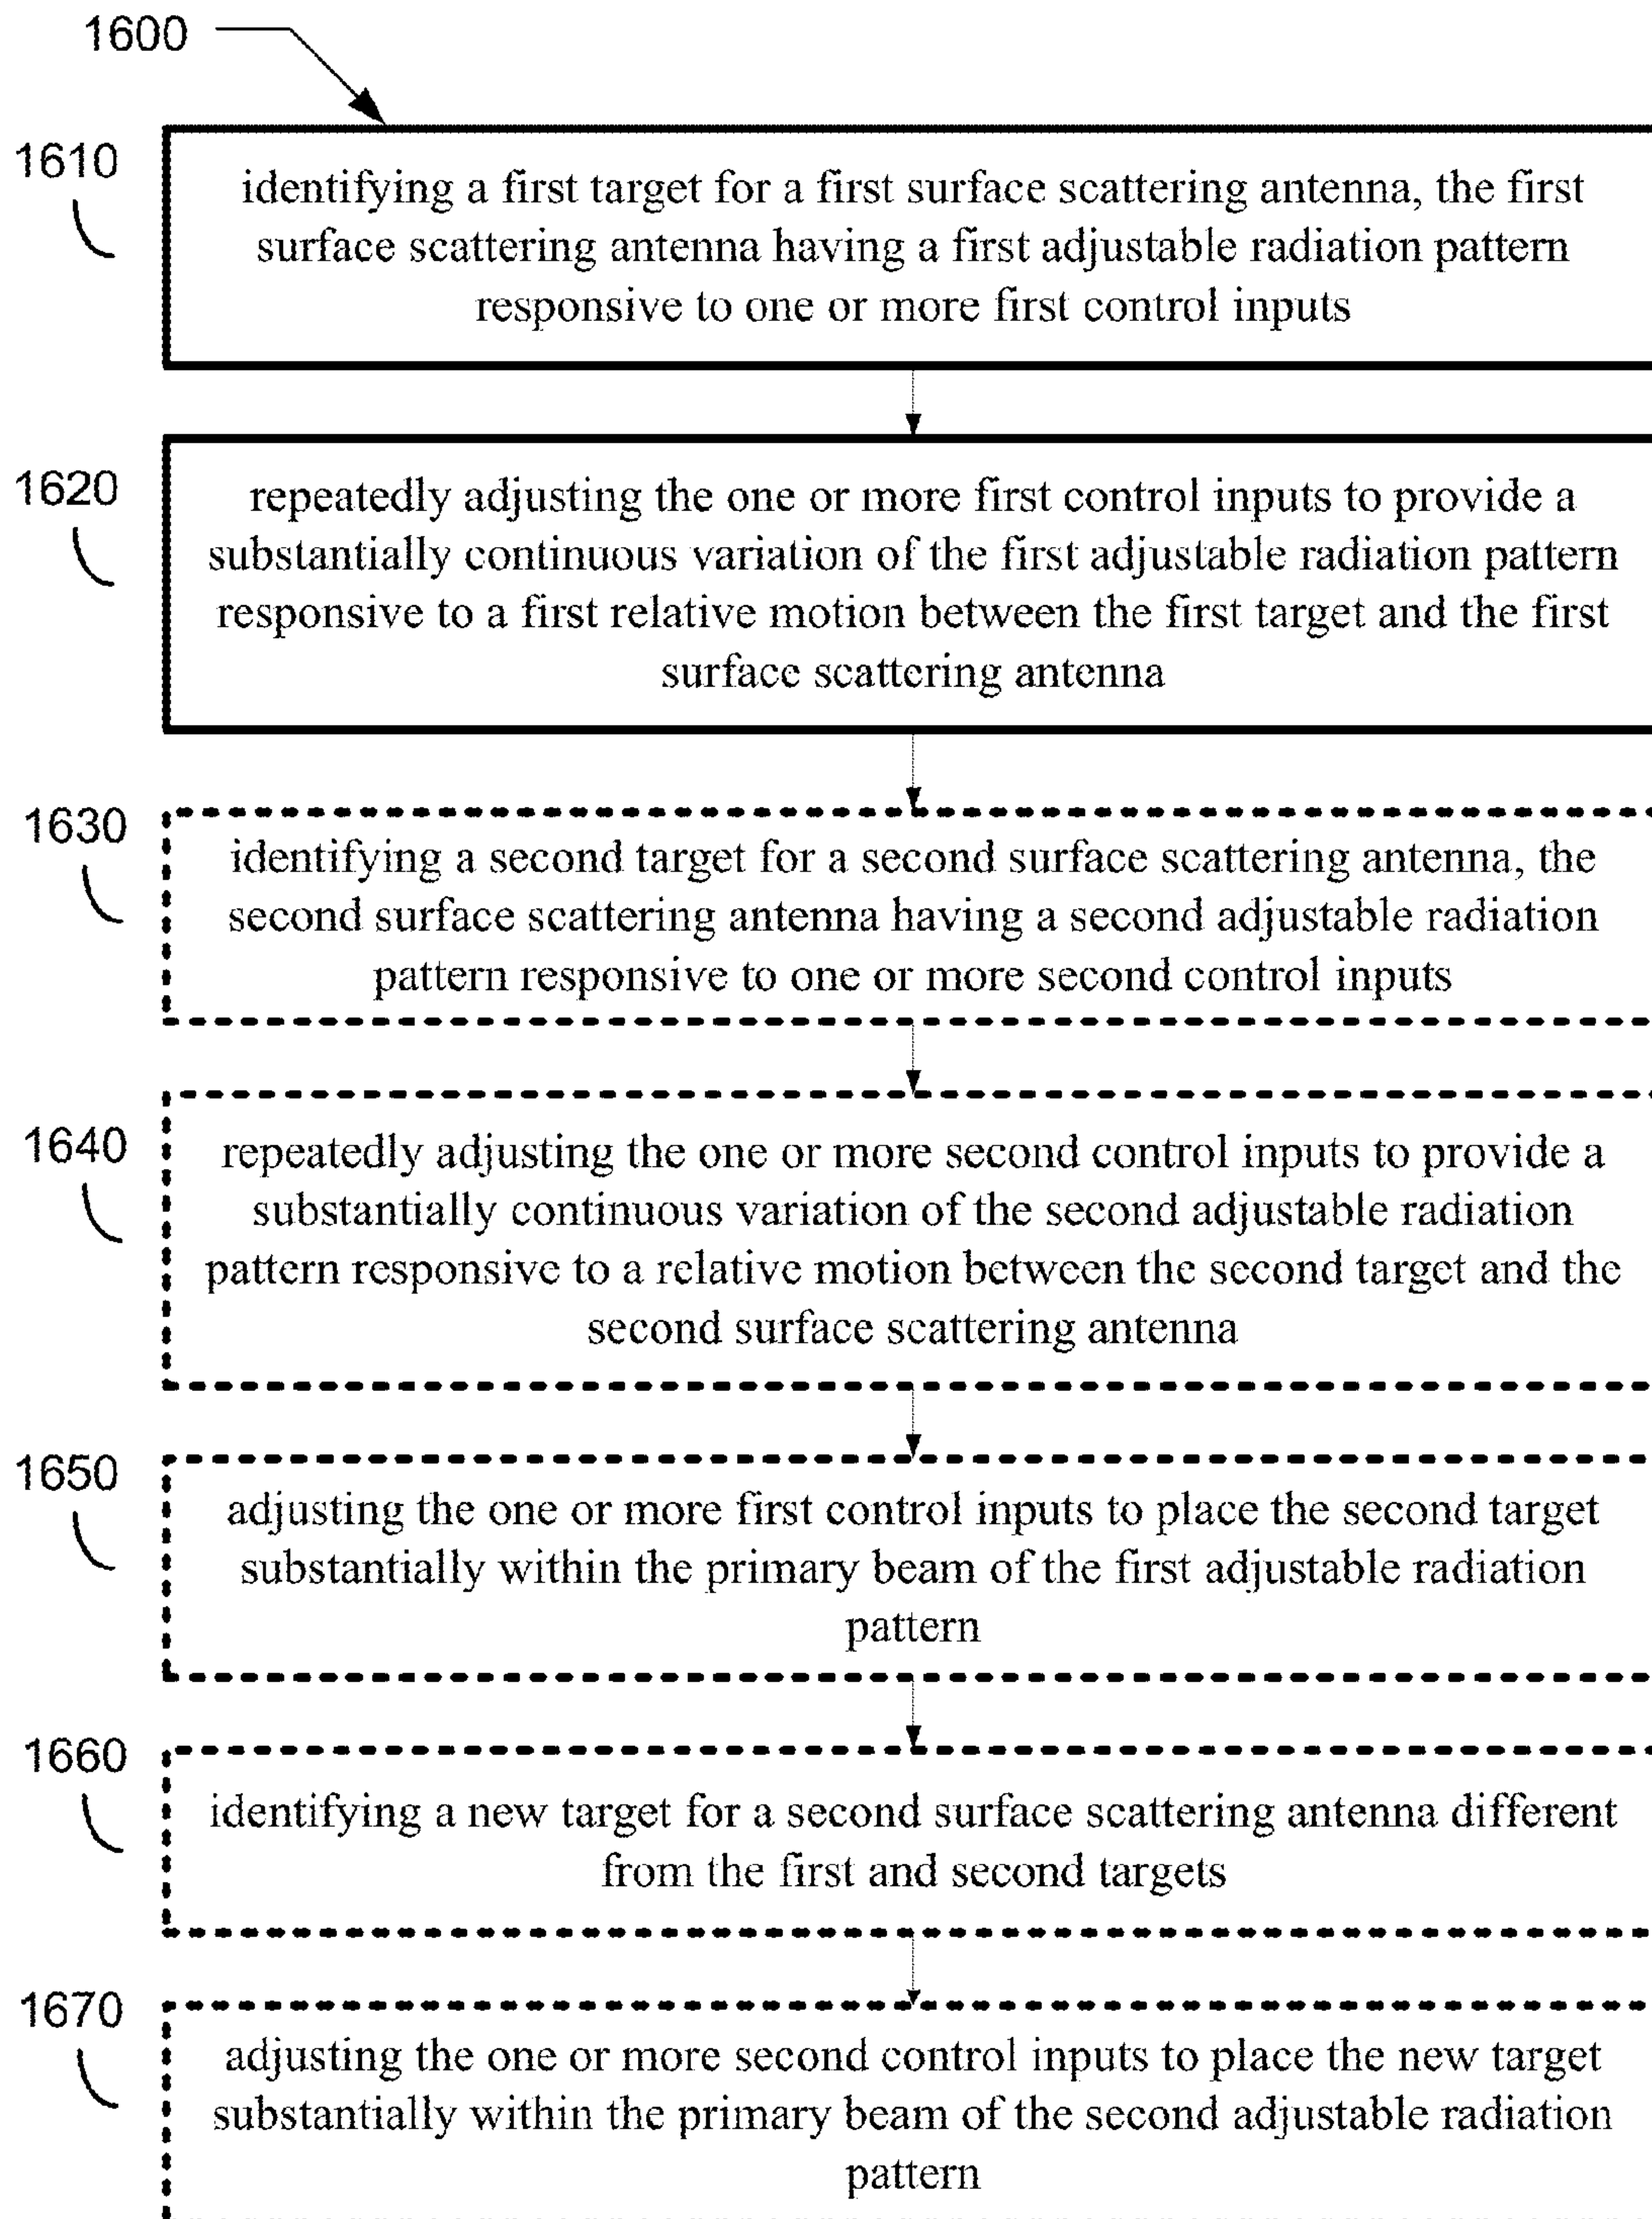 1600
1610
identifying a first target for a first surface scattering antenna, the first
surface scattering antenna having a first adjustable radiation pattern
responsive to one or more first control inputs
1620
repeatedly adjusting the one or more first control inputs to provide a
substantially continuous variation of the first adjustable radiation pattern
responsive to a first relative motion between the first target and the first
surface scattering antenna
1630
identifying a second target for a second surface scattering antenna, the
second surface scattering antenna having a second adjustable radiation
pattern responsive to one or more second control inputs
1640
repeatedly adjusting the one or more second control inputs to provide a
substantially continuous variation of the second adjustable radiation
pattern responsive to a relative motion between the second target and the
second surface scattering antenna
1650
adjusting the one or more first control inputs to place the second target
substantially within the primary beam of the first adjustable radiation
pattern
1660
identifying a new target for a second surface scattering antenna different
from the first and second targets
1670
adjusting the one or more second control inputs to place the new target
substantially within the primary beam of the second adjustable radiation
pattern